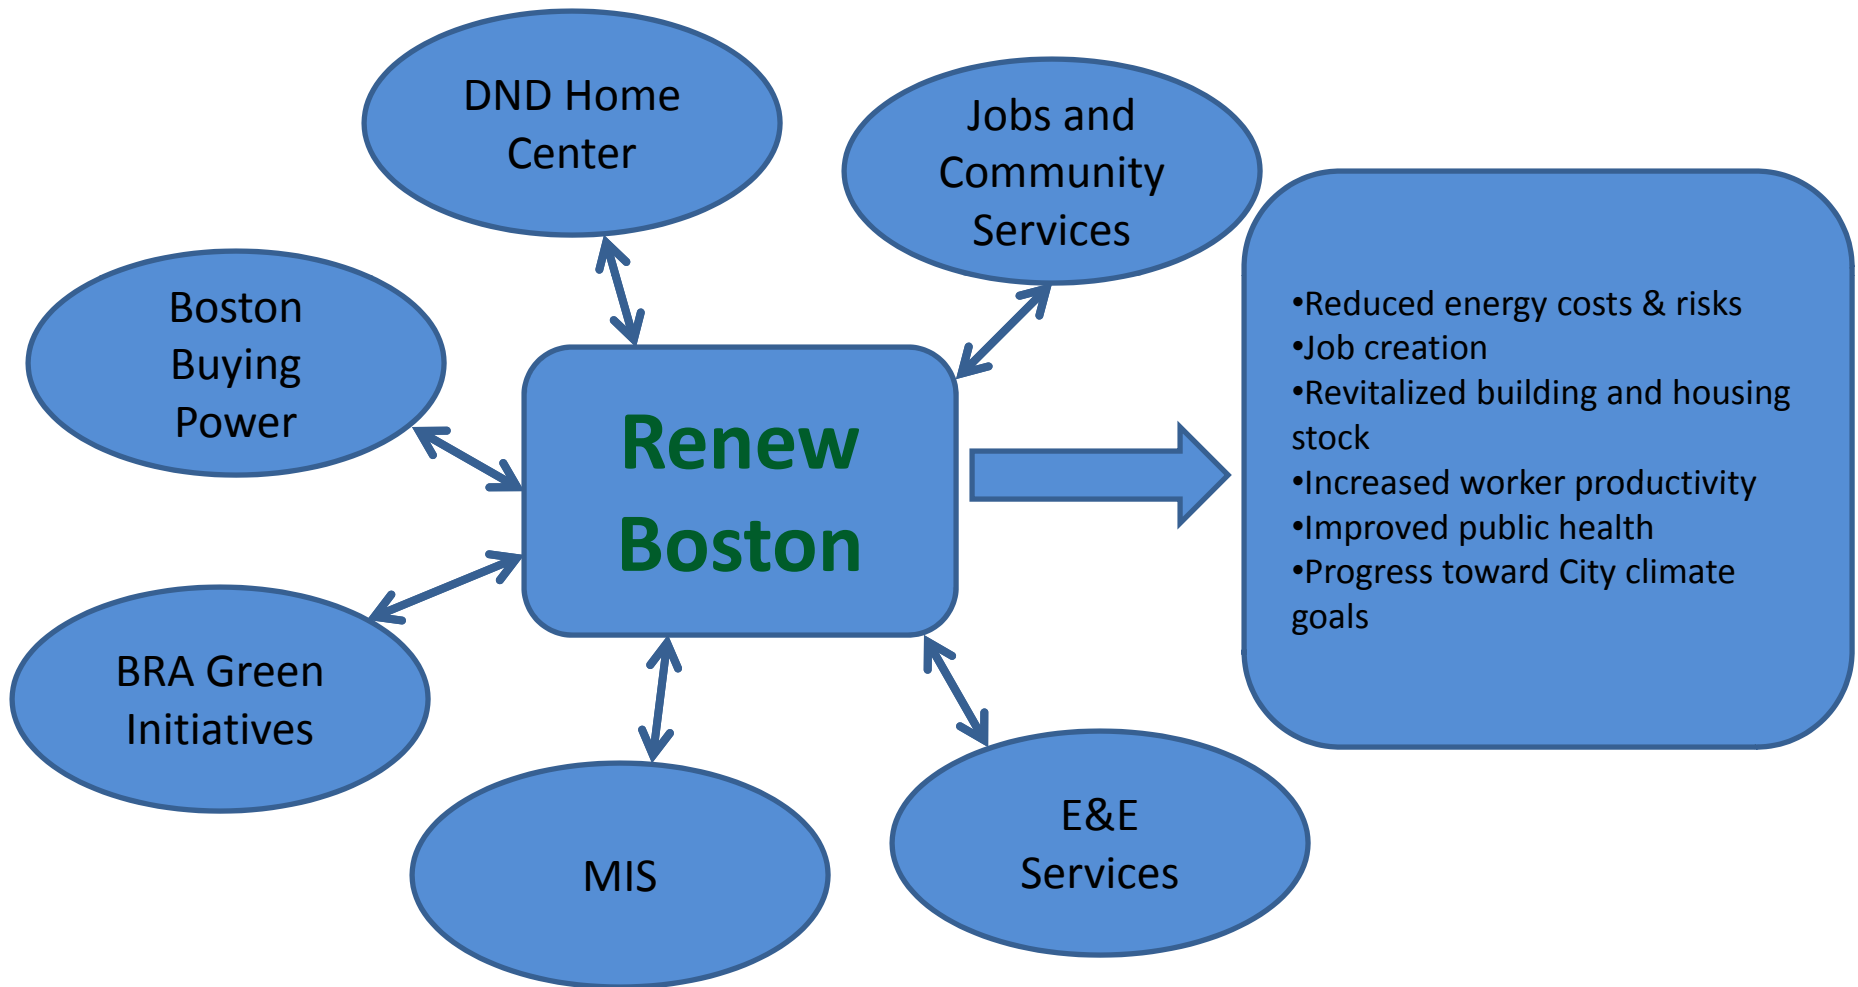 DND Home
Center
Jobs and
Community
Services
Boston
Buying
Power
Renew
Boston
•Reduced energy costs & risks
•Job creation
•Revitalized building and housing
stock
•Increased worker productivity
•Improved public health
•Progress toward City climate
goals
BRA Green
Initiatives
MIS
E&E
Services